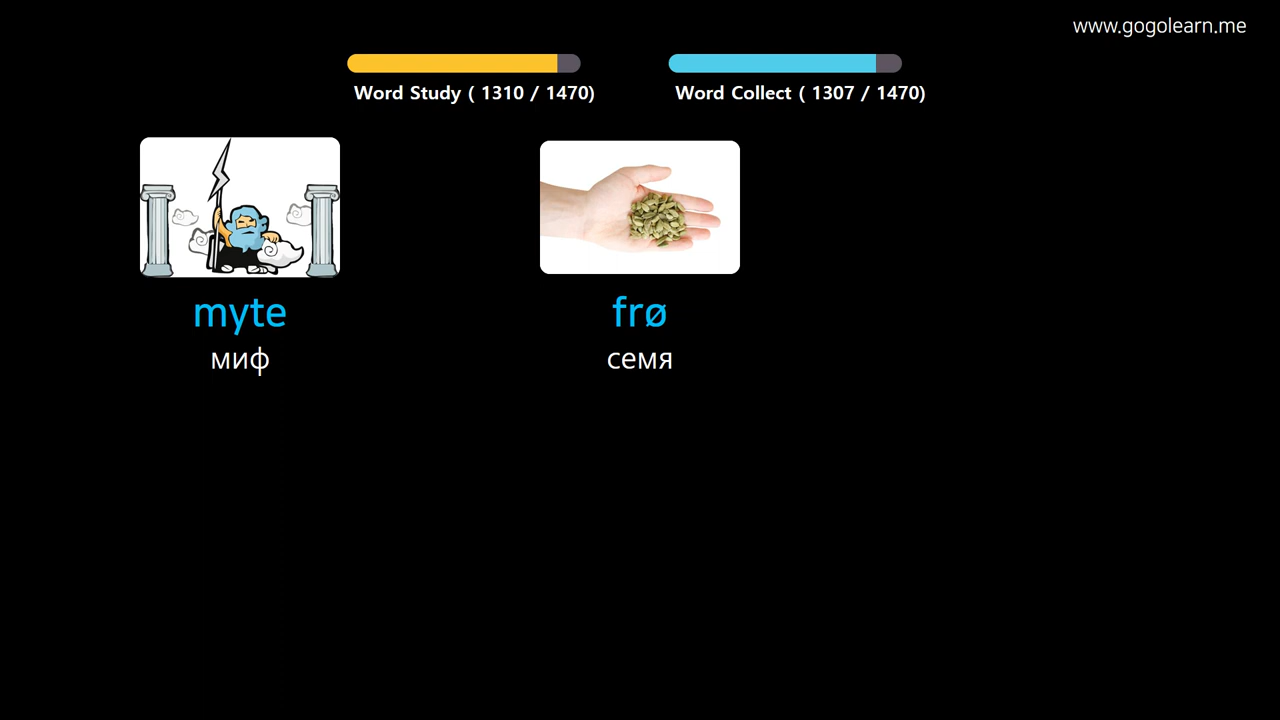 www.gogolearn.me
Word Study ( 1310 / 1470)
Word Collect ( 1307 / 1470)
myte
миф
frø
семя